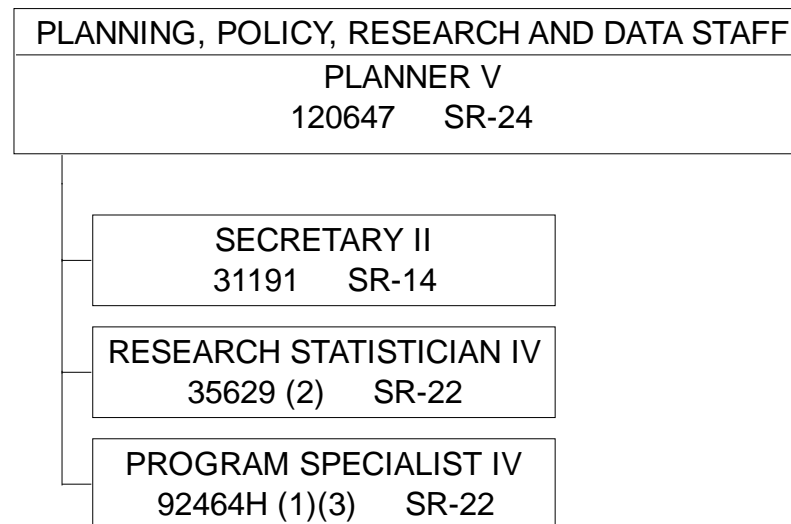 PLANNING, POLICY, RESEARCH AND DATA STAFF
PLANNER V
120647 SR-24
SECRETARY II
31191 SR-14
RESEARCH STATISTICIAN IV
35629 (2) SR-22
PROGRAM SPECIALIST IV
92464H (1)(3) SR-22